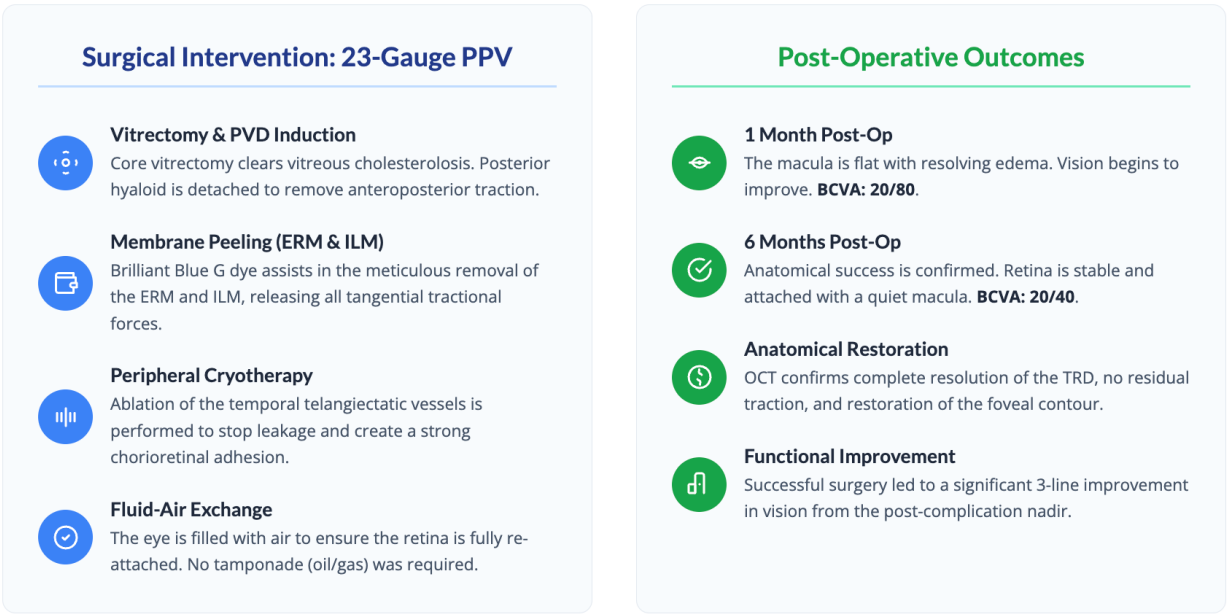 Surgical Intervention: 23-Gauge PPV
Vitrectomy & PVD Induction
Core vitrectomy clears vitreous cholesterolosis. Posterior
hyaloid is detached to remove anteroposterior traction.
Membrane Peeling (ERM & ILM)
Brilliant Blue G dye assists in the meticulous removal of
the ERM and ILM, releasing all tangential tractional
forces.
Peripheral Cryotherapy
Ablation of the temporal telangiectatic vessels is
performed to stop leakage and create a strong
chorioretinal adhesion.
Fluid-Air Exchange
The eye is filled with air to ensure the retina is fully re-
attached. No tamponade (oil/gas) was required.
Post-Operative Outcomes
1 Month Post-Op
The macula is flat with resolving edema. Vision begins to
improve. BCVA: 20/80.
6 Months Post-Op
Anatomical success is confirmed. Retina is stable and
attached with a quiet macula. BCVA: 20/40.
Anatomical Restoration
OCT confirms complete resolution of the TRD, no residual
traction, and restoration of the foveal contour.
Functional Improvement
Successful surgery led to a significant 3-line improvement
in vision from the post-complication nadir.